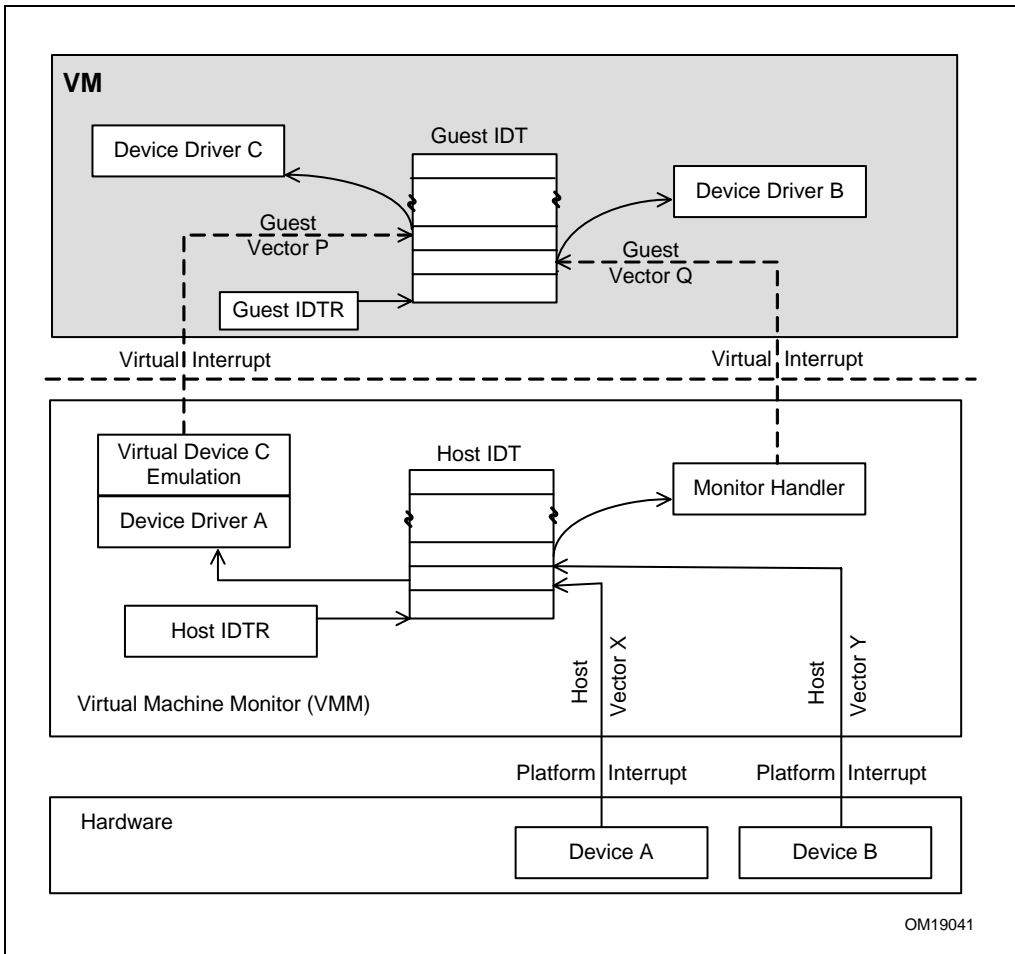 VM
Guest IDT
Device Driver C
Device Driver B
Guest
Vector P
Guest
Vector Q
Guest IDTR
Virtual Interrupt
Virtual Interrupt
Virtual Device C
Emulation
Device Driver A
Host IDT
Monitor Handler
Host IDTR
Host
Vector X
Host
Vector Y
Virtual Machine Monitor (VMM)
Platform Interrupt
Platform Interrupt
Hardware
Device A
Device B
OM19041